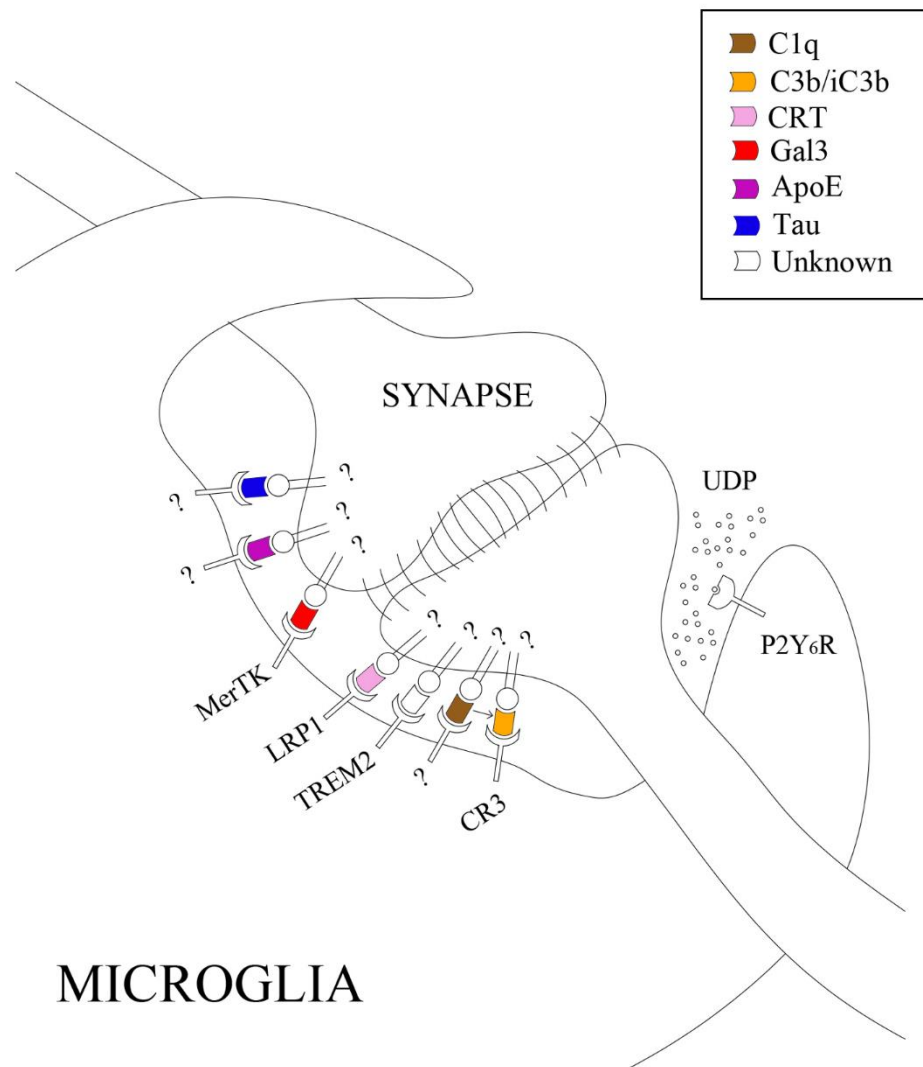 C1q
C3b/iC3b
CRT
Gal3
ApoE
Tau
Unknown
SYNAPSE
UDP
?
?
?
?
?
P2Y₆R
MerTK
?
?
?
?
LRP1
TREM2
?
CR3
MICROGLIA